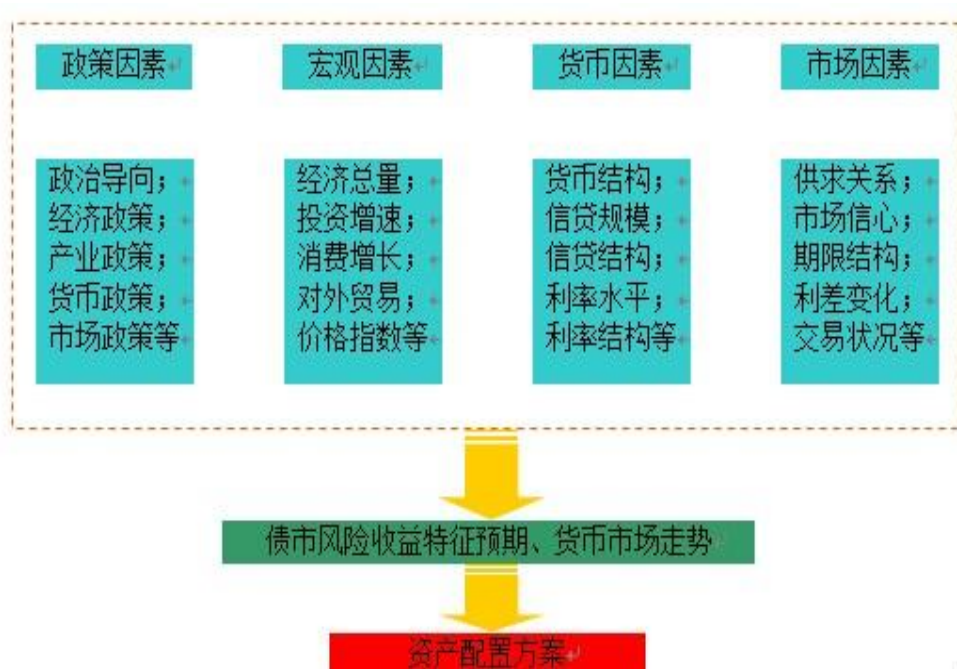 政策因素
宏观因素
货币因素
市场因素
政治导向；
经济政策；
产业政策；
货币政策；
市场政策等
经济总量；
投资增速；
消费增长；
对外贸易；
价格指数等
货币结构；
信贷规模；
信贷结构；
利率水平；
利率结构等
供求关系；
市场信心；
期限结构；
利差变化；
交易状况等
债市风险收益特征预期、货币市场走势
资产配置方案